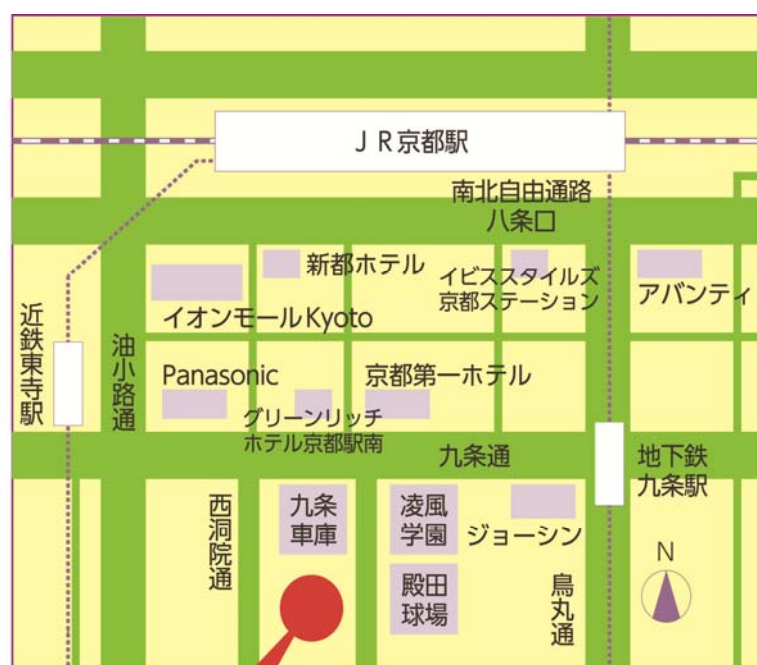 JR京都駅
南北自由通路
八条口
新都ホテル
イビススタイルズ
京都ステーション
アバンティ
イオンモールKyoto
近鉄東寺駅
油小路通
Panasonic
京都第一ホテル
グリーンリッチ
ホテル京都駅南
九条通
地下鉄
九条駅
西洞院通
九条
車庫
凌風
学園
ジョーシン
殿田
球場
烏丸通
N